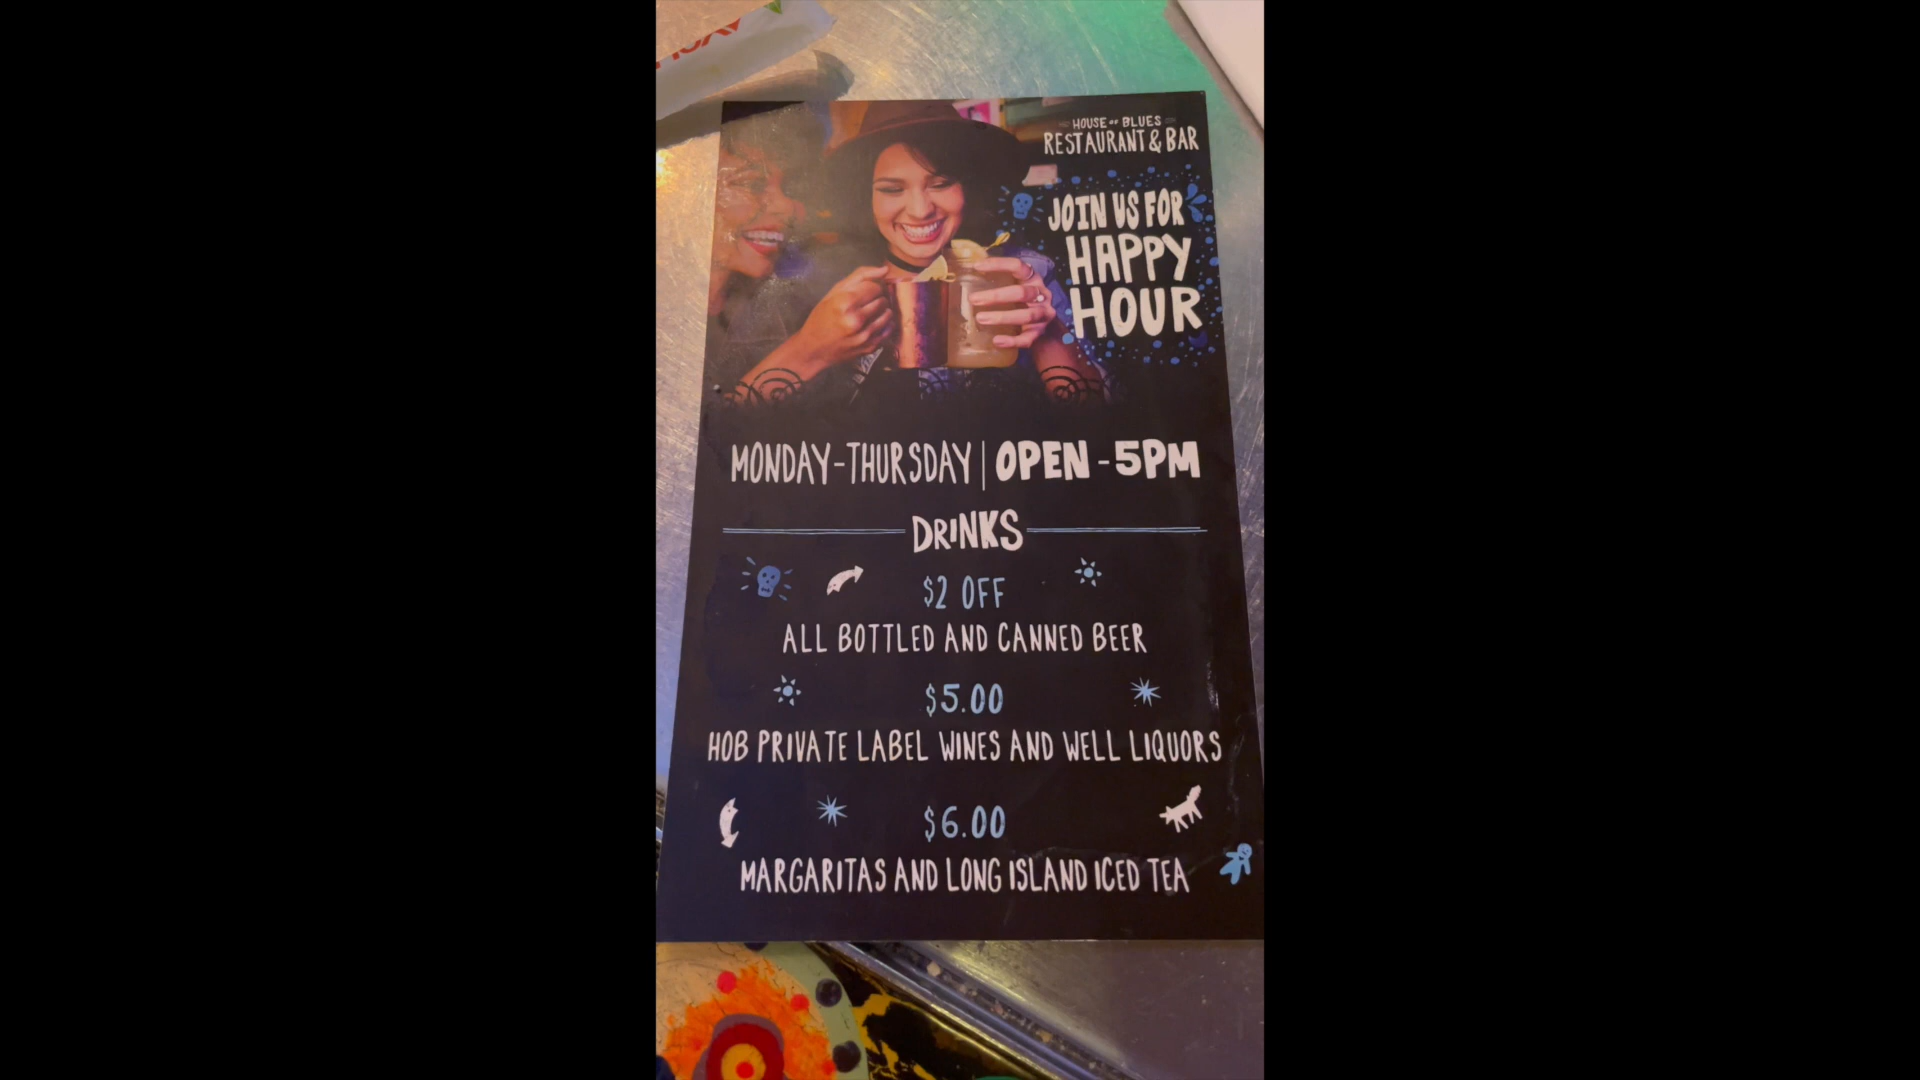 HOUSE OF BLUES
RESTAURANT & BAR
JOIN US FOR
HAPPY
HOUR
MONDAY-THURSDAY | OPEN - 5PM
DRINKS
$2 OFF
ALL BOTTLED AND CANNED BEER
$5.00
HOB PRIVATE LABEL WINES AND WELL LIQUORS
$6.00
MARGARITAS AND LONG ISLAND ICED TEA